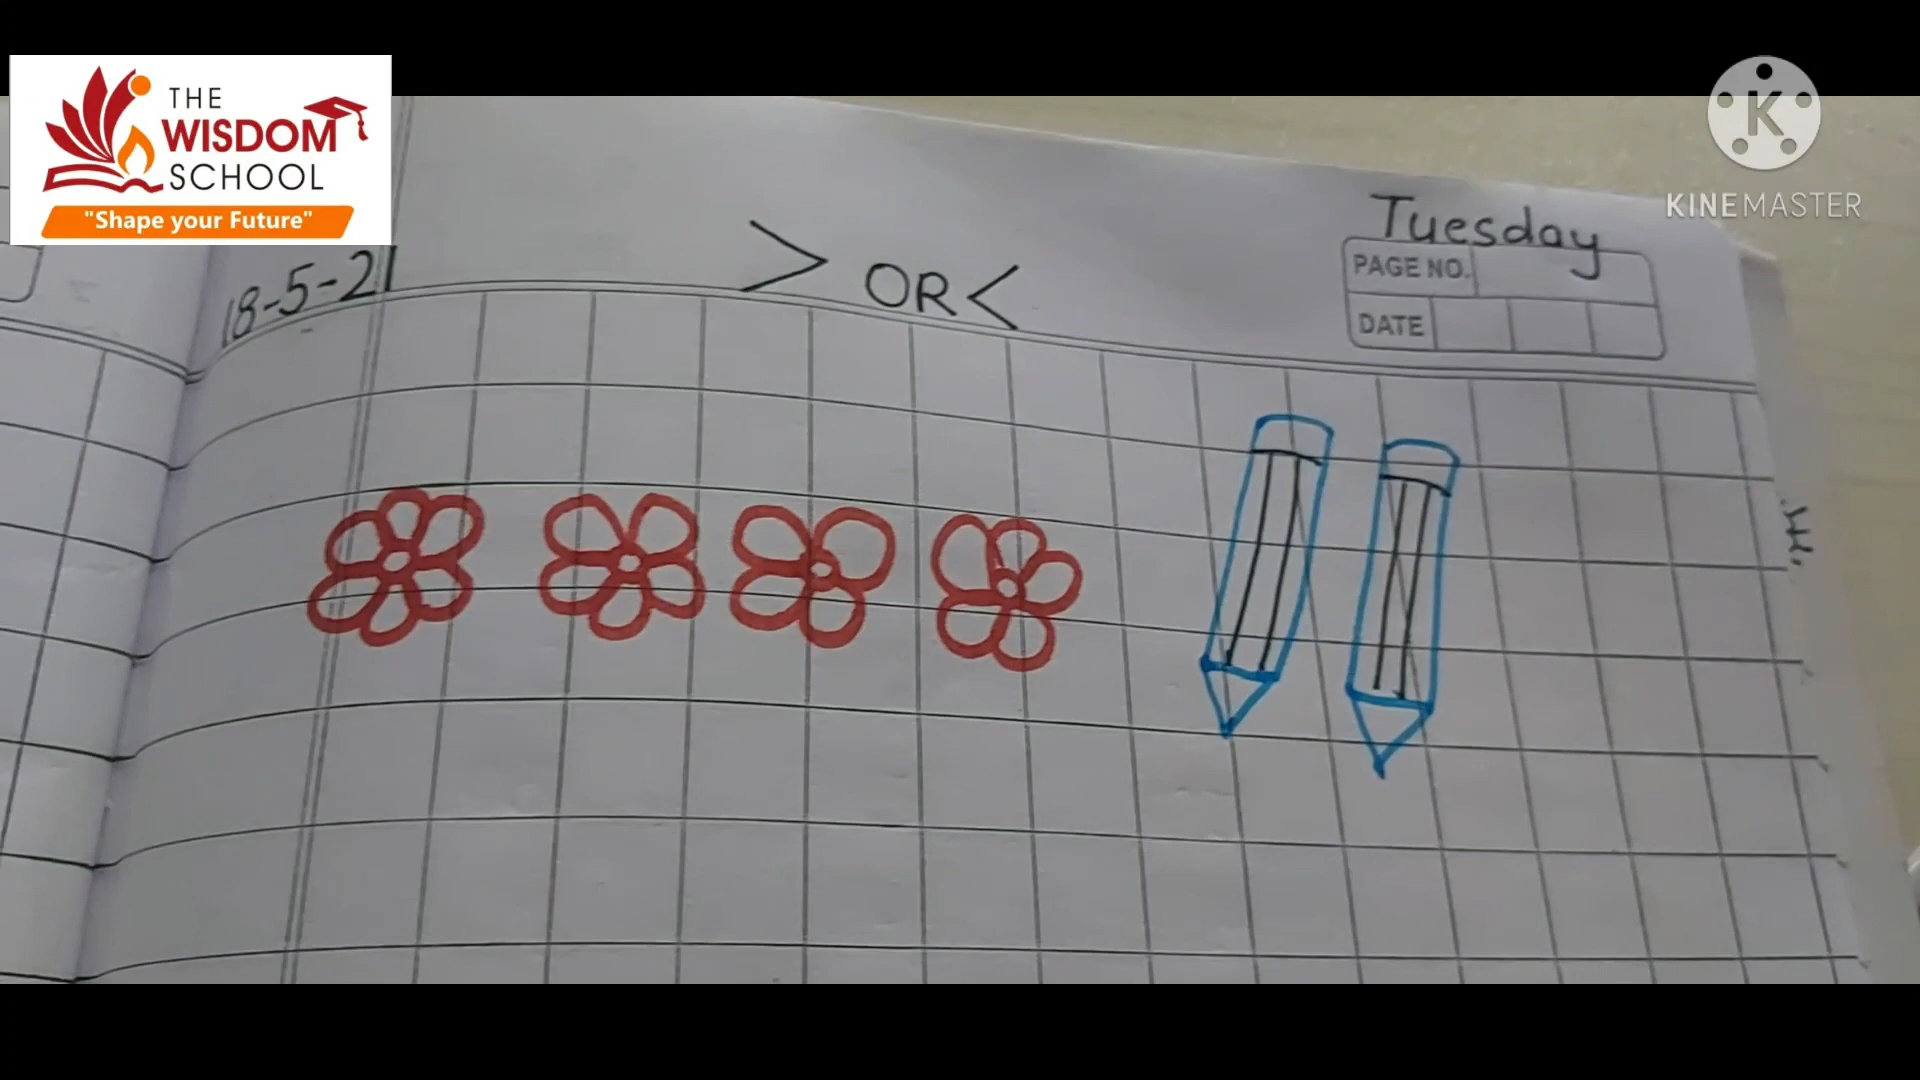 THE
WISDOM
SCHOOL
"Shape your Future"
KINEMASTER
Tuesday
PAGE NO.
DATE
18-5-21
> OR <